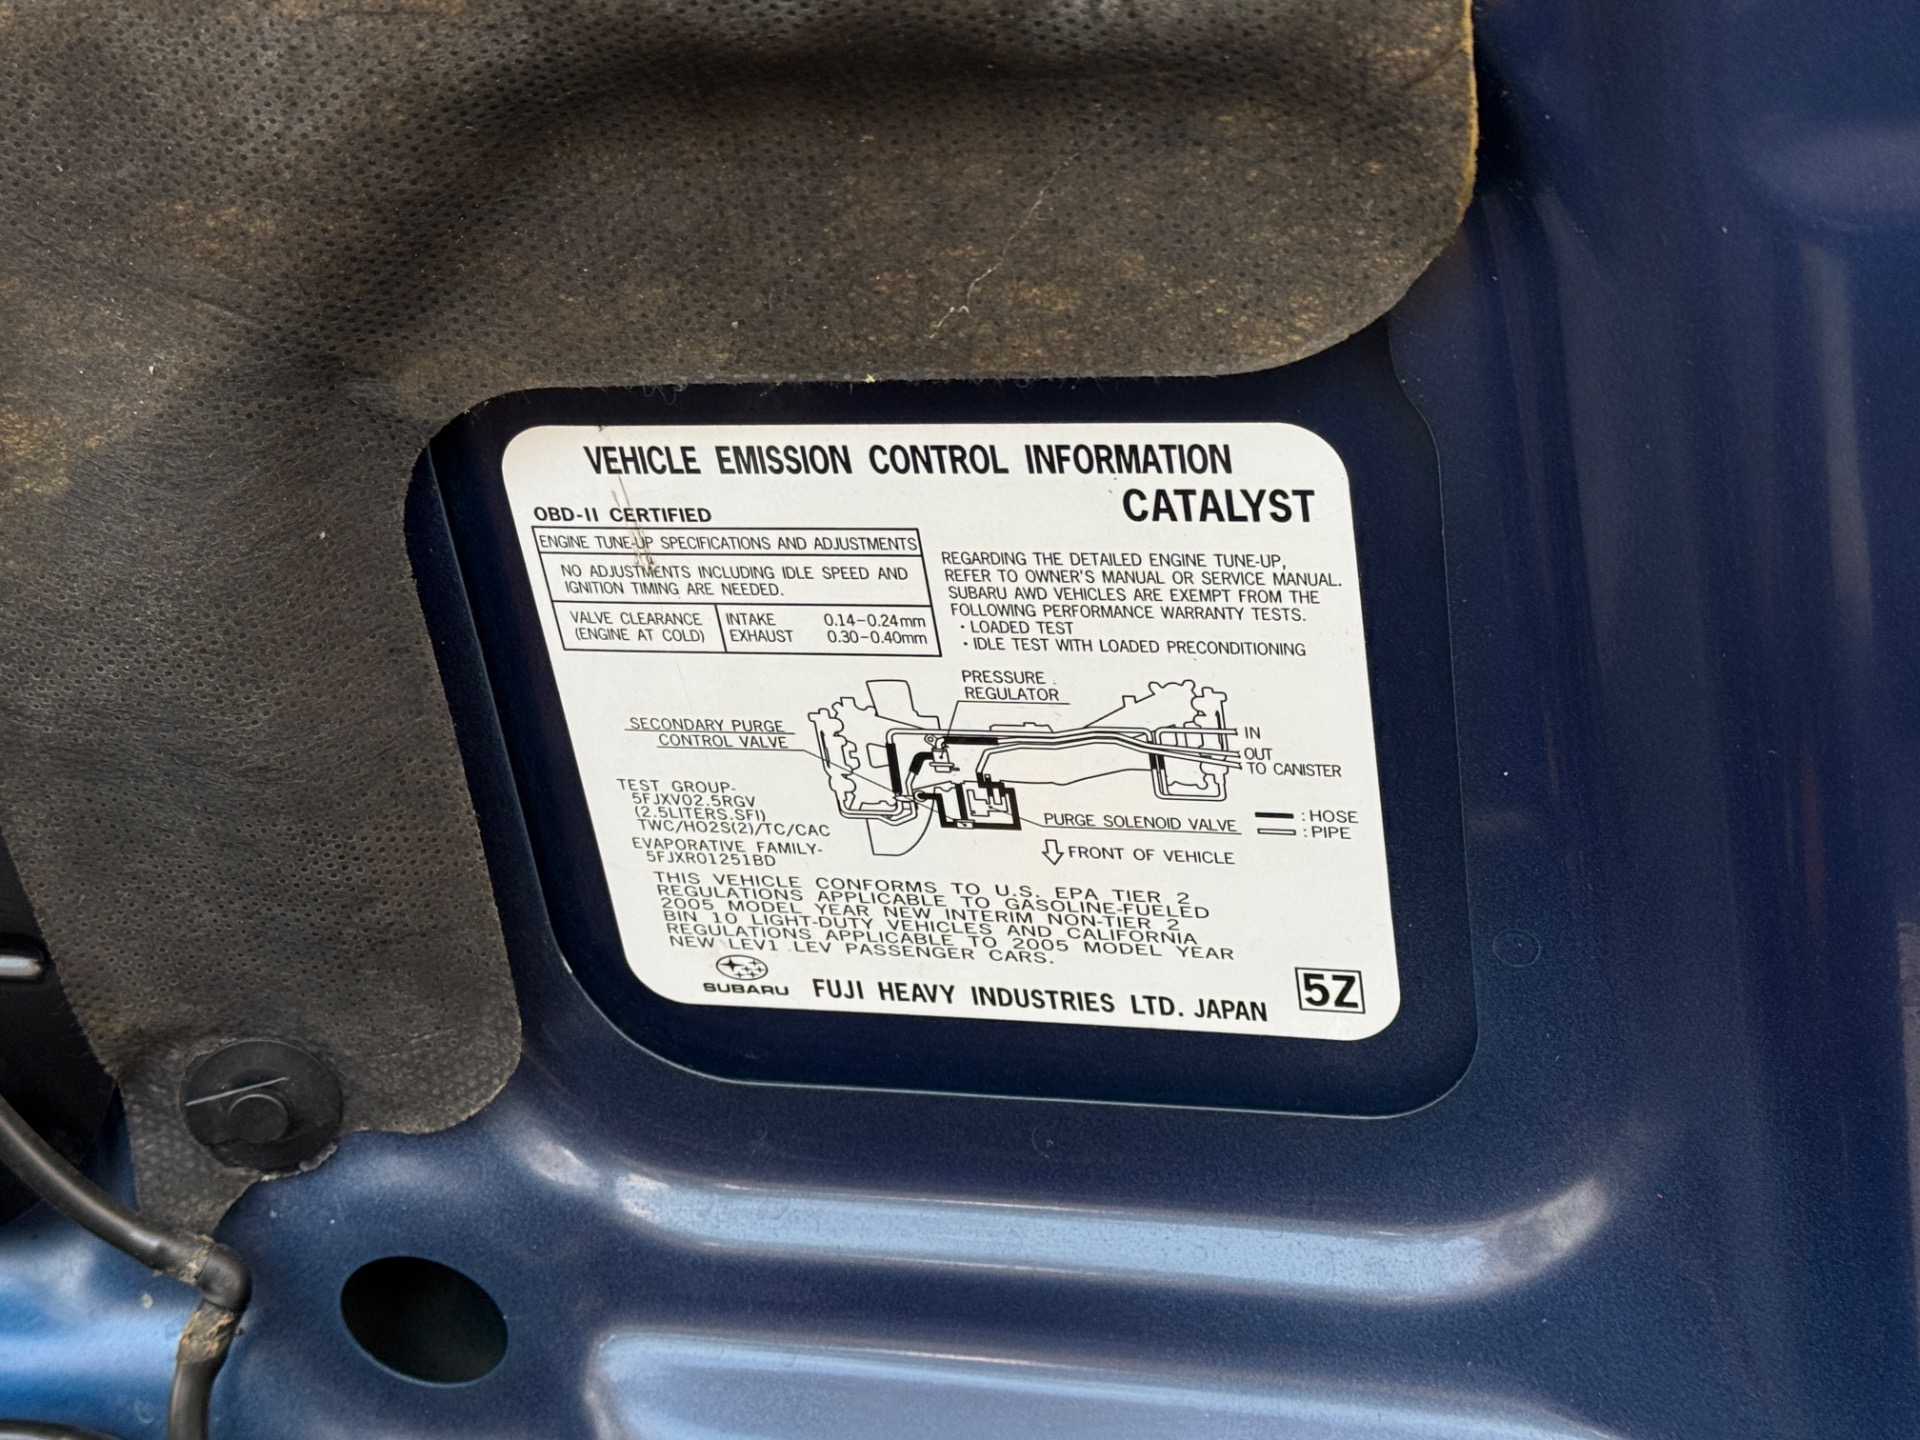 VEHICLE EMISSION CONTROL INFORMATION
CATALYST
OBD-II CERTIFIED
ENGINE TUNE-UP SPECIFICATIONS AND ADJUSTMENTS
NO ADJUSTMENTS INCLUDING IDLE SPEED AND
IGNITION TIMING ARE NEEDED.
VALVE CLEARANCE
(ENGINE AT COLD)
INTAKE 0.14-0.24mm
EXHAUST 0.30-0.40mm
REGARDING THE DETAILED ENGINE TUNE-UP,
REFER TO OWNER'S MANUAL OR SERVICE MANUAL.
SUBARU AWD VEHICLES ARE EXEMPT FROM THE
FOLLOWING PERFORMANCE WARRANTY TESTS.
・LOADED TEST
・IDLE TEST WITH LOADED PRECONDITIONING
PRESSURE
REGULATOR
SECONDARY PURGE
CONTROL VALVE
IN
OUT
TO CANISTER
PURGE SOLENOID VALVE
: HOSE
: PIPE
FRONT OF VEHICLE
TEST GROUP-
5FJXV02.5RGV
(2.5LITERS.SFI)
TWC/HO2S(2)/TC/CAC
EVAPORATIVE FAMILY-
5FJXR01251BD
THIS VEHICLE CONFORMS TO U.S. EPA TIER 2
REGULATIONS APPLICABLE TO GASOLINE-FUELED
2005 MODEL YEAR NEW INTERIM NON-TIER 2
BIN 10 LIGHT-DUTY VEHICLES AND CALIFORNIA
REGULATIONS APPLICABLE TO 2005 MODEL YEAR
NEW LEV1 .LEV PASSENGER CARS.
SUBARU FUJI HEAVY INDUSTRIES LTD. JAPAN
5Z